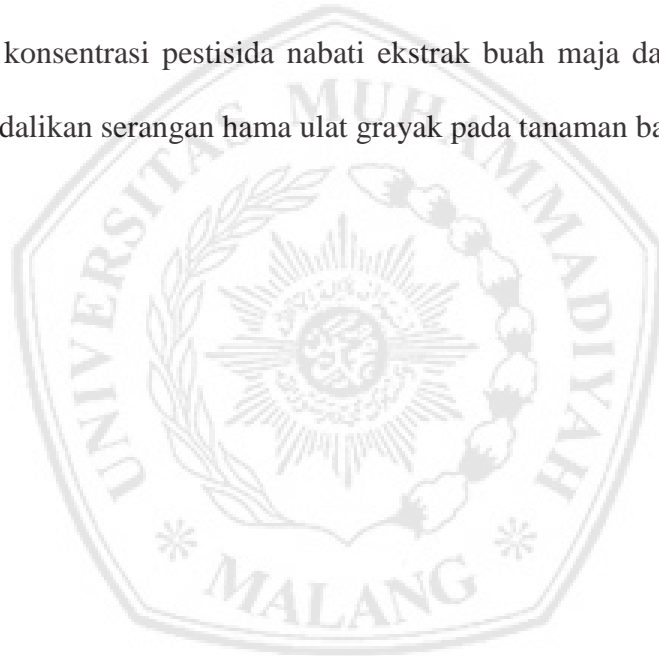 konsentrasi pestisida nabati ekstrak buah maja da
dalikan serangan hama ulat grayak pada tanaman ba
UNIVERSITAS MUHAMMADIYAH
MALANG